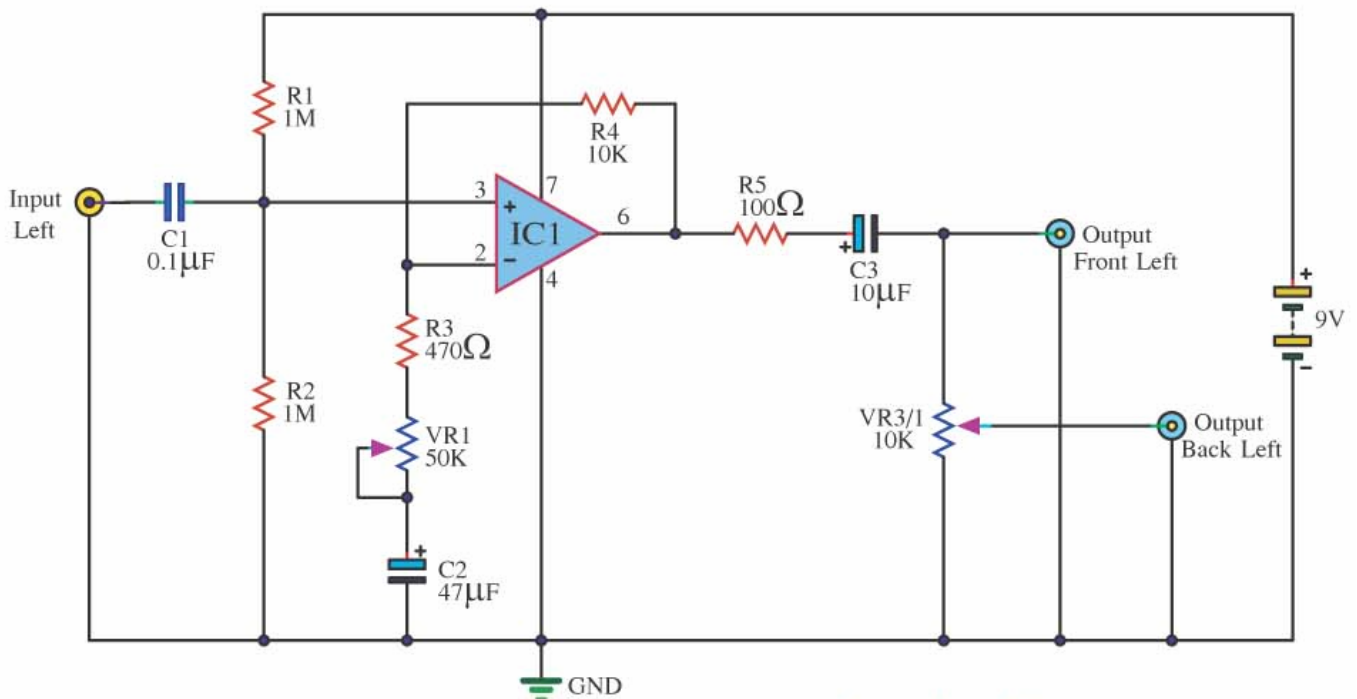 R1
1M
R4
10K
Input
Left
C1
0.1µF
3
+
7
IC1
6
2
-
4
R5
100Ω
+
C3
10µF
Output
Front Left
+
9V
-
R3
470Ω
R2
1M
VR1
50K
VR3/1
10K
Output
Back Left
+
C2
47µF
GND